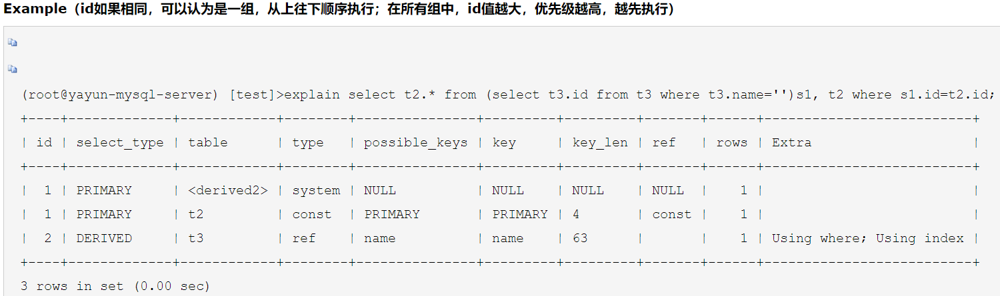 Example（id如果相同，可以认为是一组，从上往下顺序执行；在所有组中，id值越大，优先级越高，越先执行）
(root@yayun-mysql-server) [test]>explain select t2.* from (select t3.id from t3 where t3.name='')s1, t2 where s1.id=t2.id;
+----+-------------+------------+--------+---------------+---------+---------+-------+------+--------------------------+
| id | select_type | table      | type   | possible_keys | key     | key_len | ref   | rows | Extra                    |
+----+-------------+------------+--------+---------------+---------+---------+-------+------+--------------------------+
|  1 | PRIMARY     | <derived2> | system | NULL          | NULL    | NULL    | NULL  |    1 |                          |
|  1 | PRIMARY     | t2         | const  | PRIMARY       | PRIMARY | 4       | const |    1 |                          |
|  2 | DERIVED     | t3         | ref    | name          | name    | 63      |       |    1 | Using where; Using index |
+----+-------------+------------+--------+---------------+---------+---------+-------+------+--------------------------+
3 rows in set (0.00 sec)